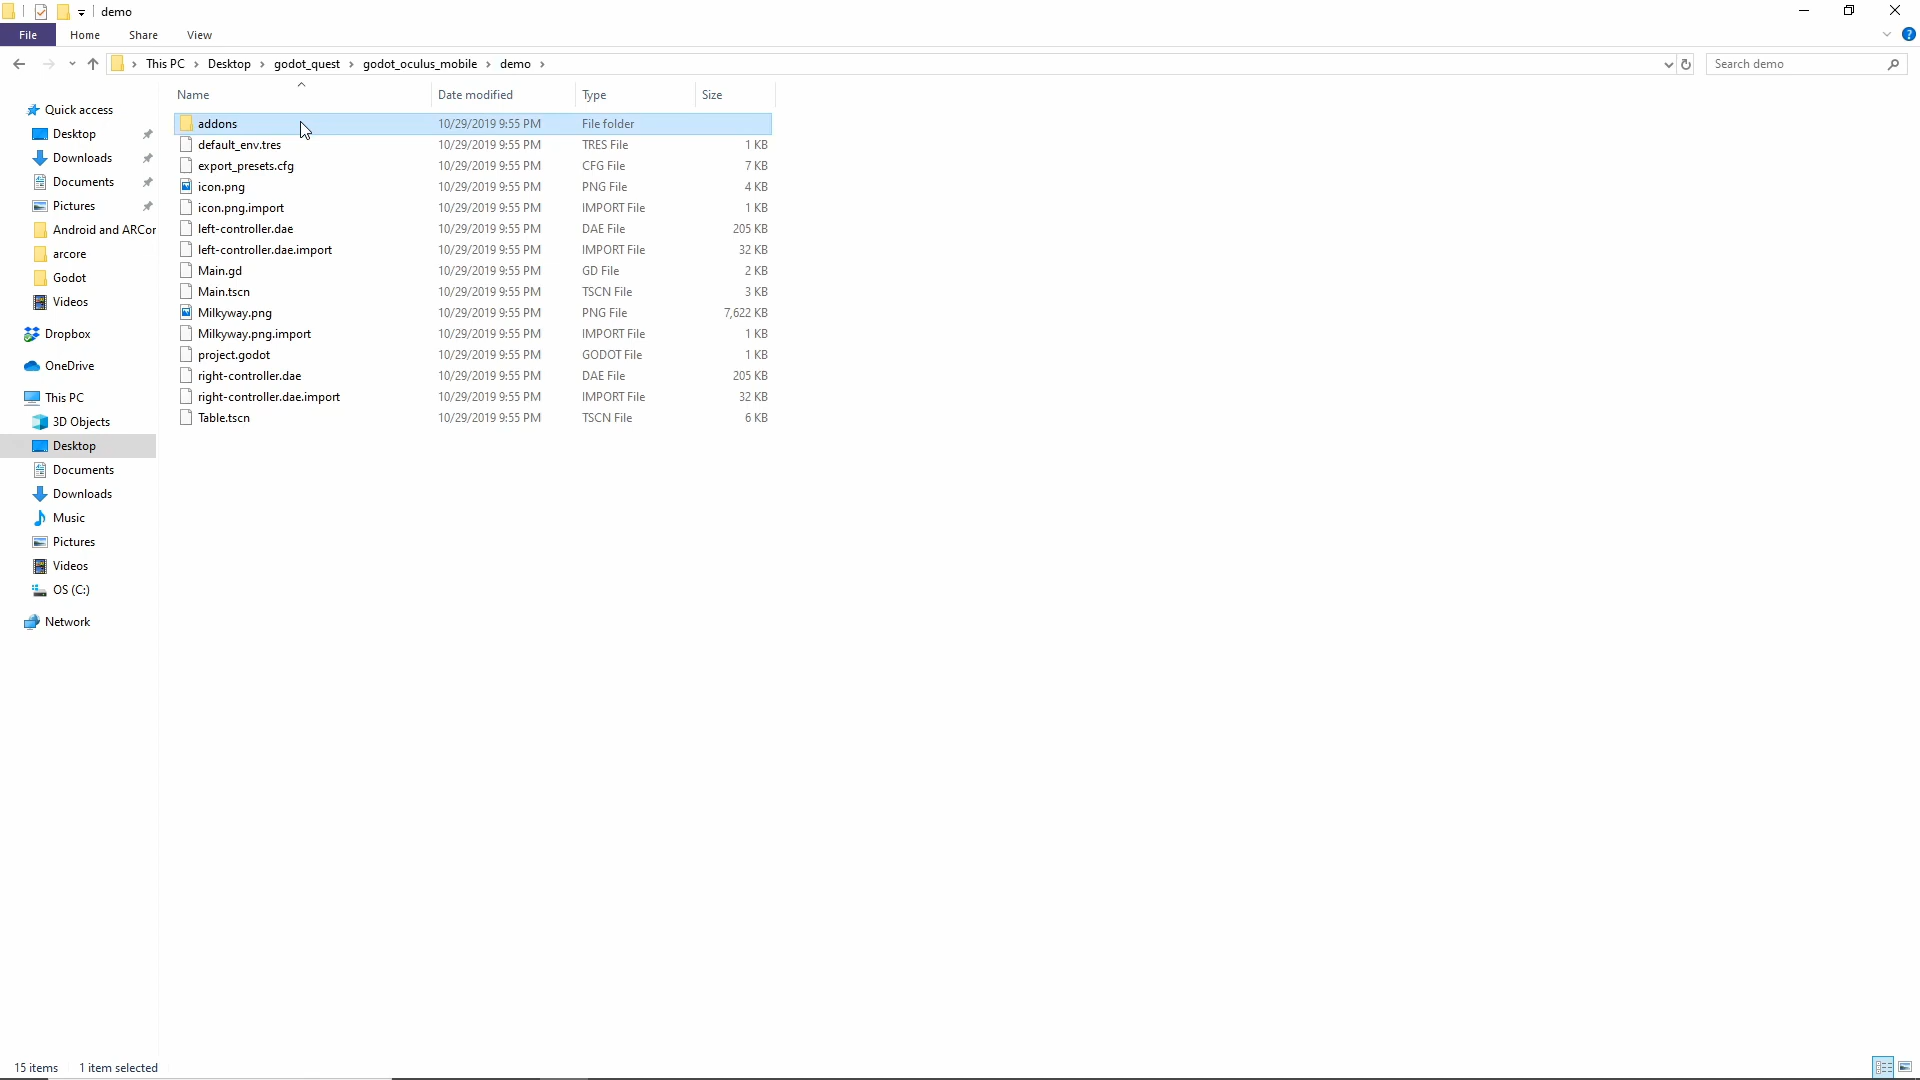 demo
File Home Share View
This PC Desktop godot_quest godot_oculus_mobile demo
Search demo
Name Date modified Type Size
Quick access
Desktop
Downloads
Documents
Pictures
Android and ARCor
arcore
Godot
Videos
Dropbox
OneDrive
This PC
3D Objects
Desktop
Documents
Downloads
Music
Pictures
Videos
OS (C:)
Network
addons 10/29/2019 9:55 PM File folder
default_env.tres 10/29/2019 9:55 PM TRES File 1 KB
export_presets.cfg 10/29/2019 9:55 PM CFG File 7 KB
icon.png 10/29/2019 9:55 PM PNG File 4 KB
icon.png.import 10/29/2019 9:55 PM IMPORT File 1 KB
left-controller.dae 10/29/2019 9:55 PM DAE File 205 KB
left-controller.dae.import 10/29/2019 9:55 PM IMPORT File 32 KB
Main.gd 10/29/2019 9:55 PM GD File 2 KB
Main.tscn 10/29/2019 9:55 PM TSCN File 3 KB
Milkyway.png 10/29/2019 9:55 PM PNG File 7,622 KB
Milkyway.png.import 10/29/2019 9:55 PM IMPORT File 1 KB
project.godot 10/29/2019 9:55 PM GODOT File 1 KB
right-controller.dae 10/29/2019 9:55 PM DAE File 205 KB
right-controller.dae.import 10/29/2019 9:55 PM IMPORT File 32 KB
Table.tscn 10/29/2019 9:55 PM TSCN File 6 KB
15 items 1 item selected